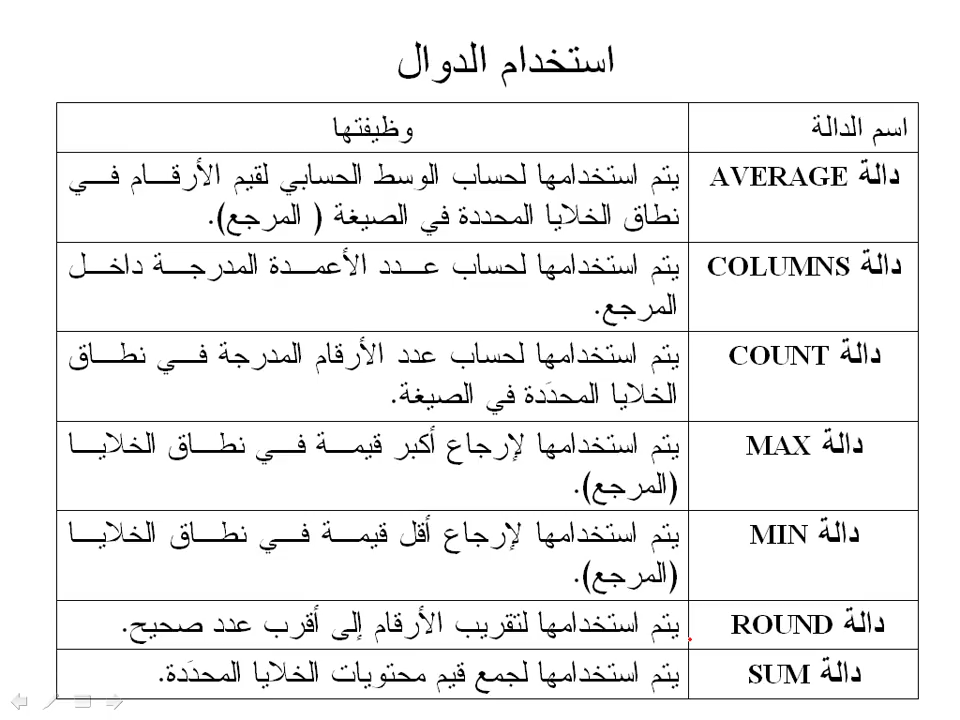 استخدام الدوال
اسم الدالة
وظيفتها
دالة AVERAGE
يتم استخدامها لحساب الوسط الحسابي لقيم الأرقام في
نطاق الخلايا المحددة في الصيغة ( المرجع).
دالة COLUMNS
يتم استخدامها لحساب عدد الأعمدة المدرجة داخل
المرجع.
دالة COUNT
يتم استخدامها لحساب عدد الأرقام المدرجة في نطاق
الخلايا المحدَدة في الصيغة.
دالة MAX
يتم استخدامها لإرجاع أكبر قيمة في نطاق الخلايا
(المرجع).
دالة MIN
يتم استخدامها لإرجاع أقل قيمة في نطاق الخلايا
(المرجع).
دالة ROUND
يتم استخدامها لتقريب الأرقام إلى أقرب عدد صحيح.
دالة SUM
يتم استخدامها لجمع قيم محتويات الخلايا المحدَدة.